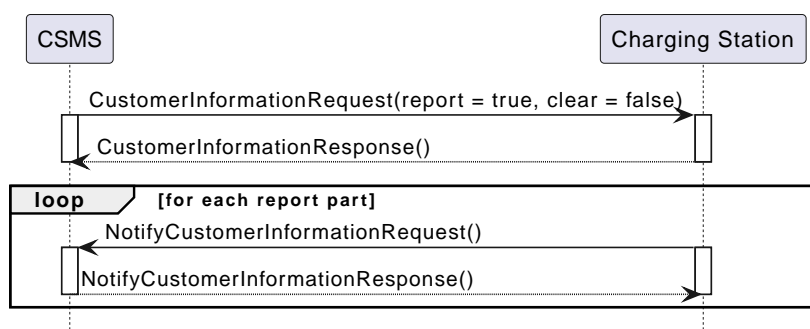 CSMS
Charging Station
CustomerInformationRequest(report = true, clear = false)
CustomerInformationResponse()
loop
[for each report part]
NotifyCustomerInformationRequest()
NotifyCustomerInformationResponse()